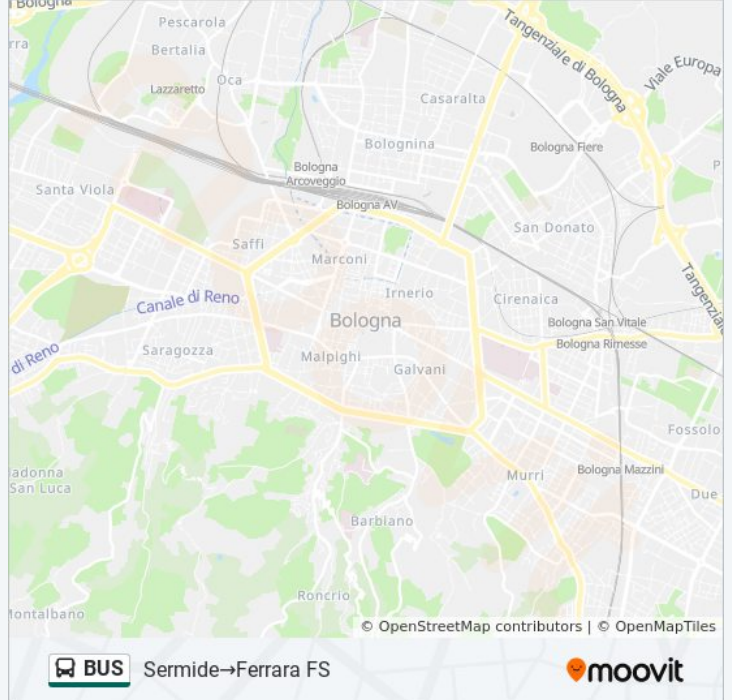 l Bologna
Pescarola
Tangenziale di Bologna
rra
Bertalia
Viale Europa
Oca
Lazzaretto
Casaralta
Bolognina
Bologna Fiere
Bologna
Arcoveggio
P
Santa Viola
Bologna AV
San Donato
Saffi
Marconi
Tangenzial
Irnerio
Canale di Reno
Cirenaica
Bologna
Bologna San Vitale
Bologna Rimesse
di Reno
Saragozza
Malpighi
Galvani
Fossolo
adonna
San Luca
Murri
Bologna Mazzini
Due
Barbiano
Roncrio
Montalbano
© OpenStreetMap contributors | © OpenMapTiles
BUS Sermide→Ferrara FS
moovit